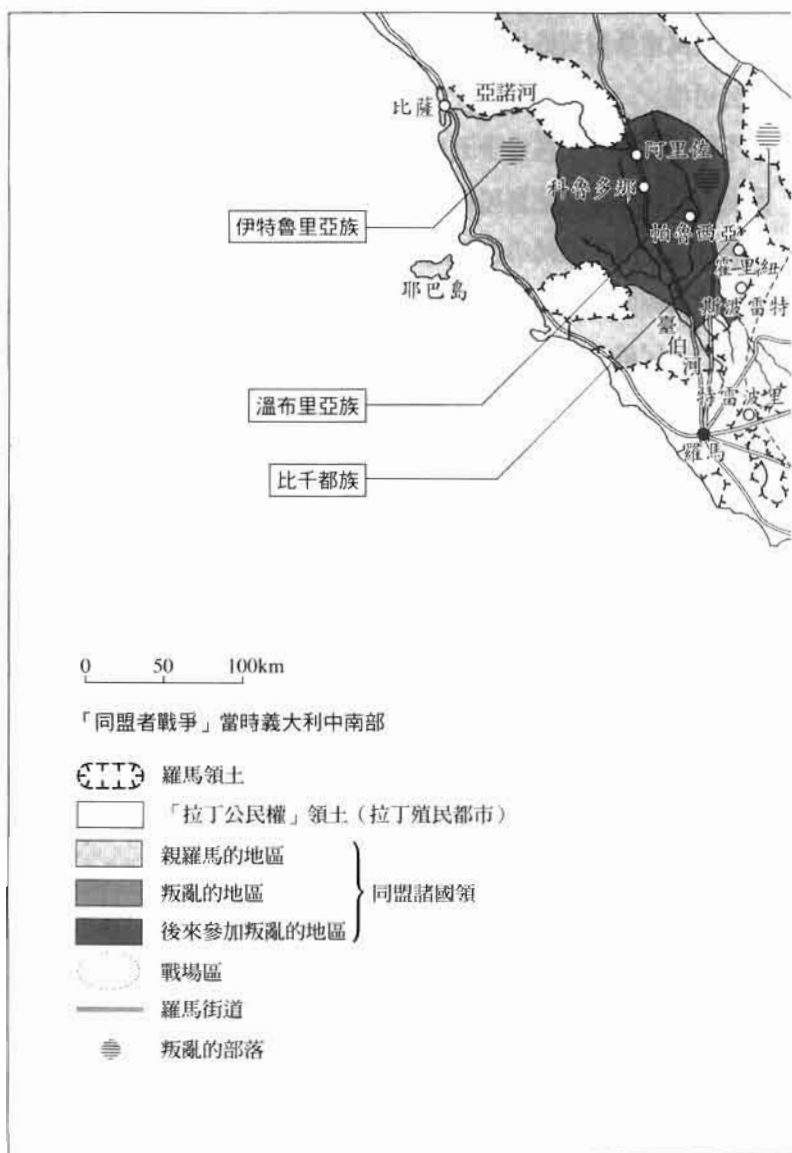 亞諾河
比薩
阿里佐
科魯多那
伊特魯里亞族
帕魯西亞
霍里紐
耶巴島
斯波雷特
臺伯河
溫布里亞族
特雷波里
羅馬
比千都族
0 50 100km
「同盟者戰爭」當時義大利中南部
羅馬領土
「拉丁公民權」領土（拉丁殖民都市）
親羅馬的地區
叛亂的地區
同盟諸國領
後來參加叛亂的地區
戰場區
羅馬街道
叛亂的部落